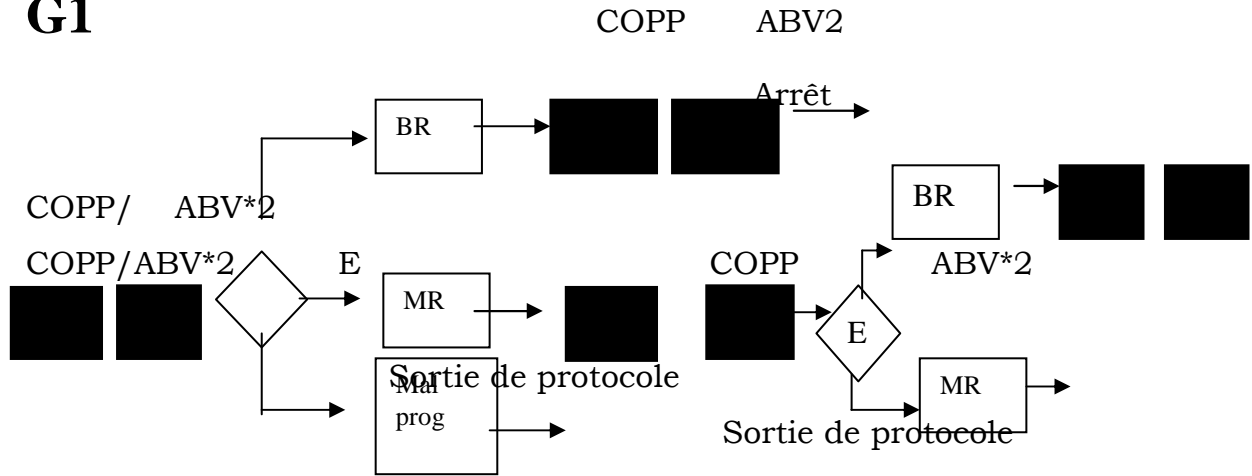 G1
COPP ABV2
Arrêt
BR
BR
COPP/ ABV*2
COPP/ABV*2 E COPP ABV*2
MR
E
Sortie de protocole
Mal
prog
MR
Sortie de protocole